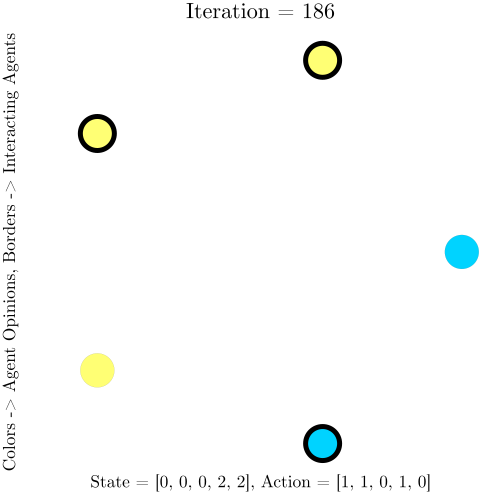 Iteration = 186
Colors -> Agent Opinions, Borders -> Interacting Agents
State = [0, 0, 0, 2, 2], Action = [1, 1, 0, 1, 0]